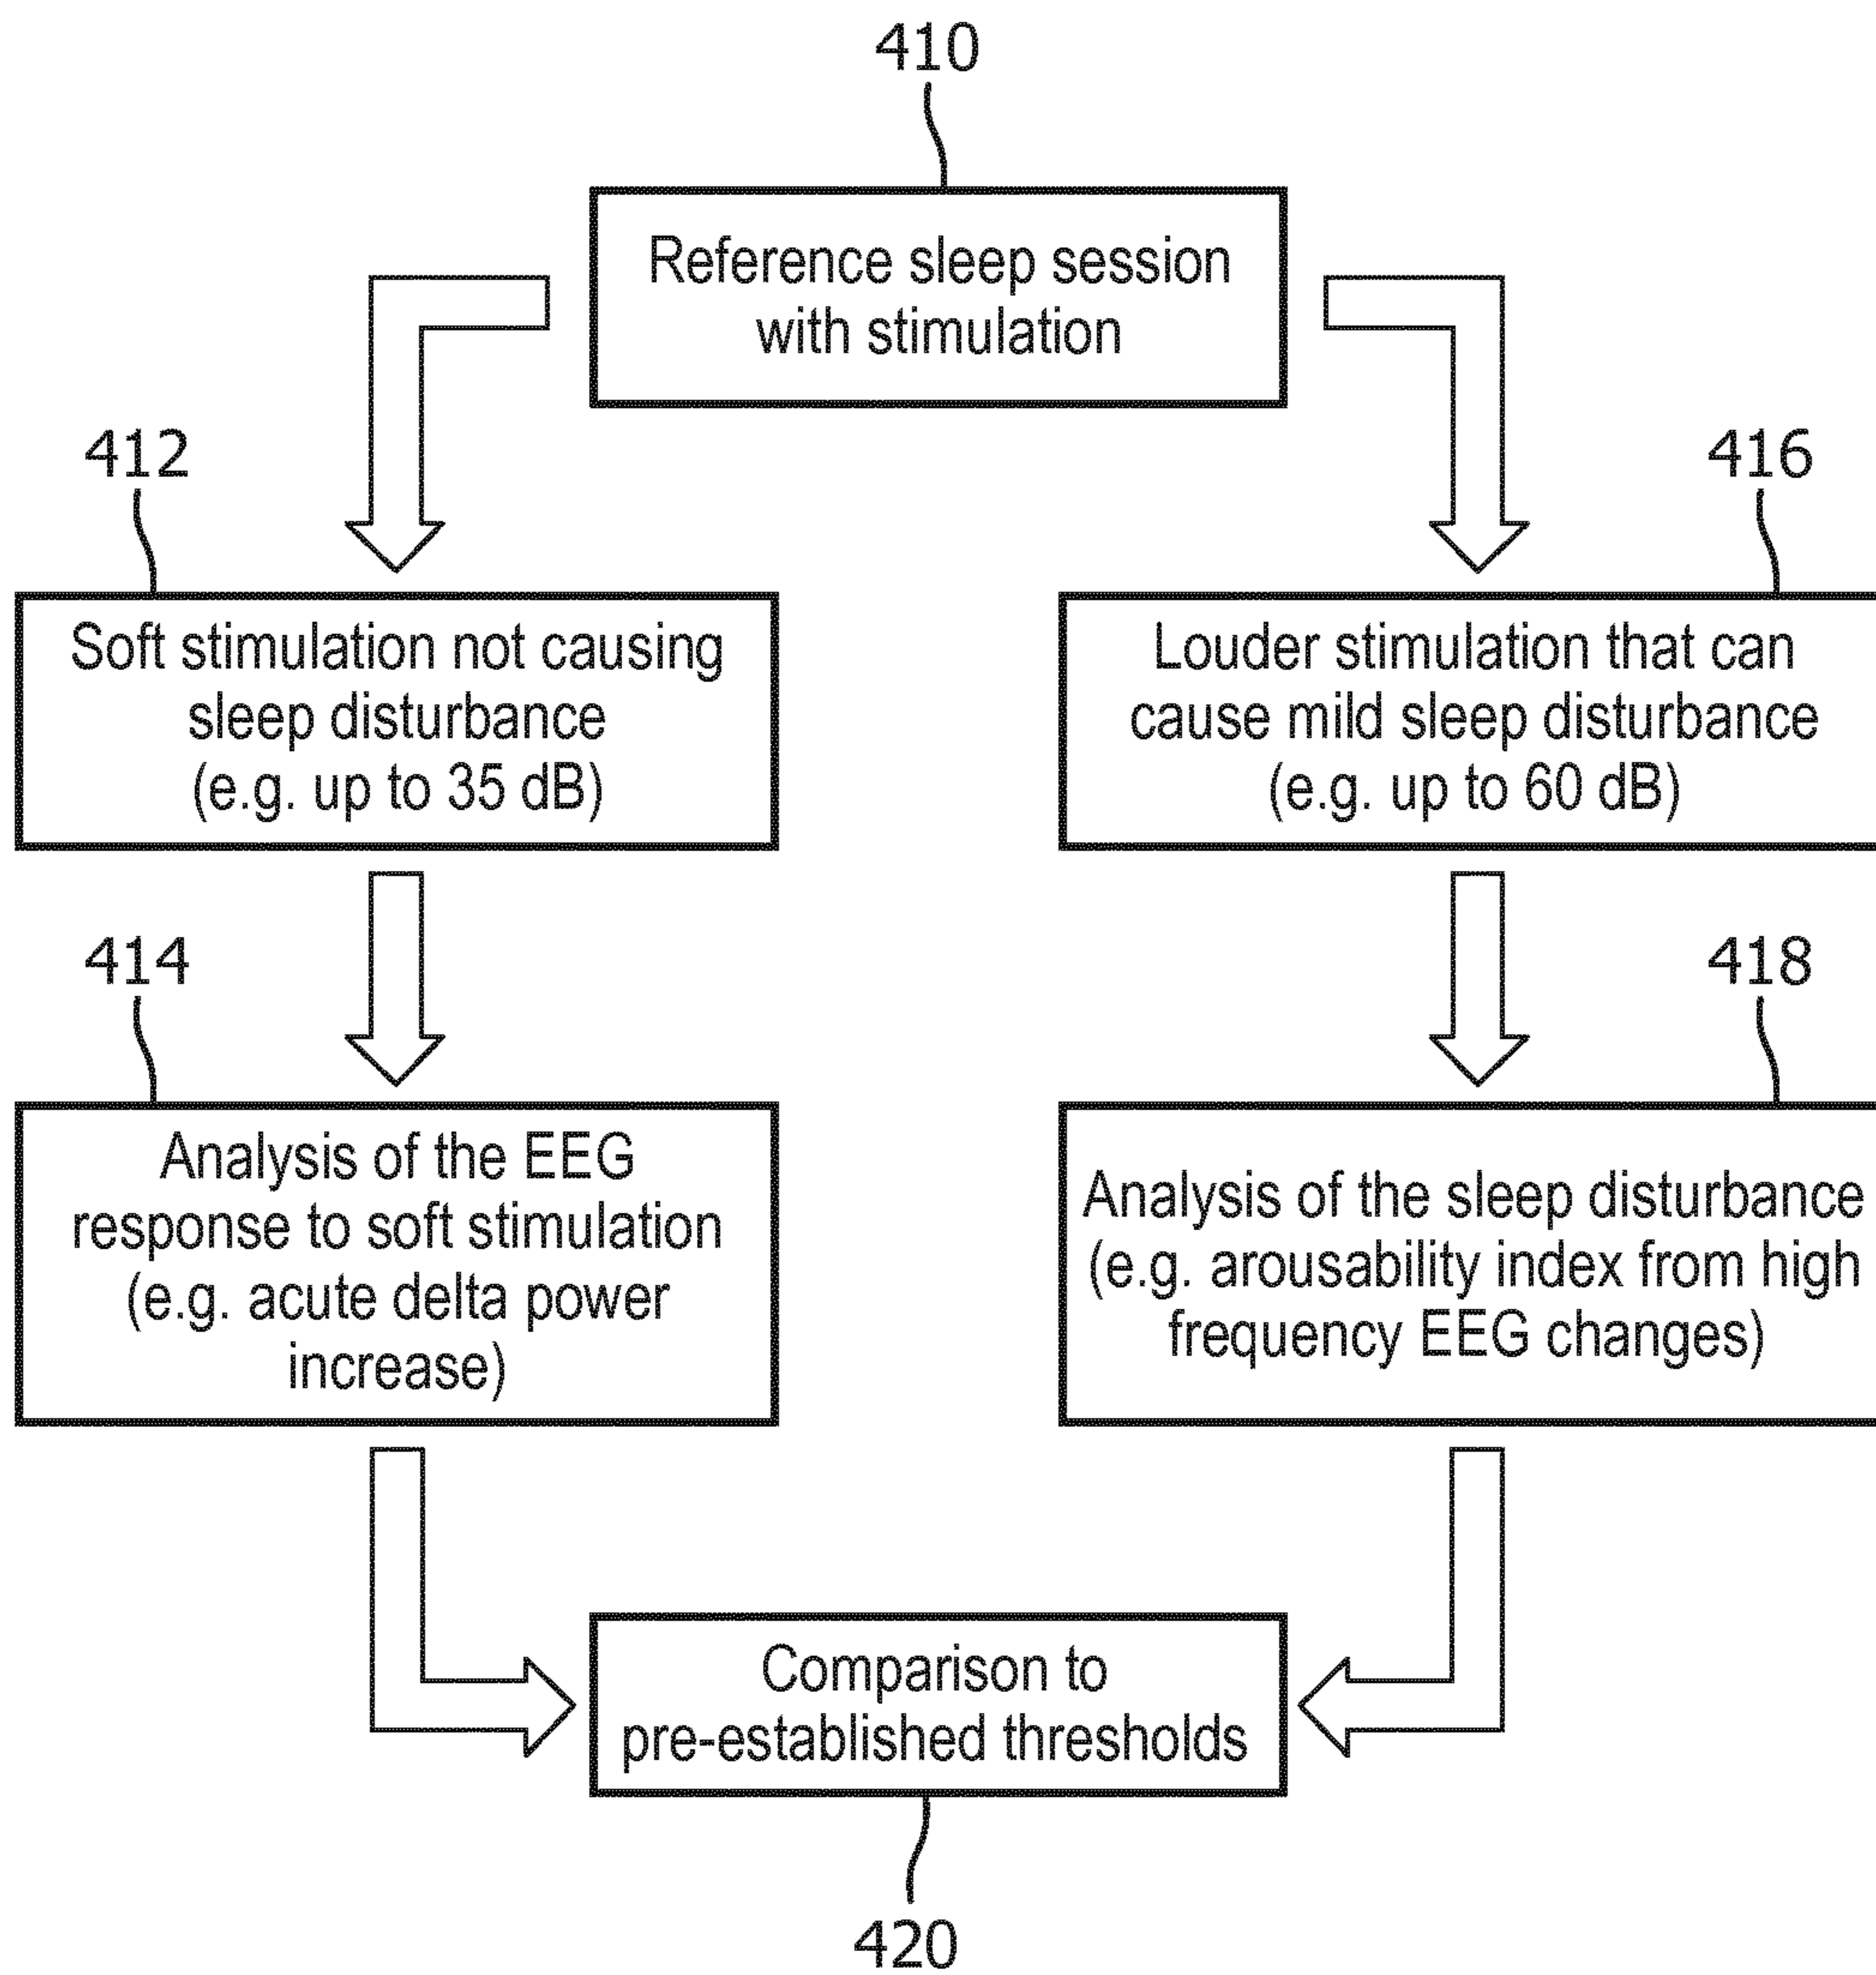 410
Reference sleep session
with stimulation
412
Soft stimulation not causing
sleep disturbance
(e.g. up to 35 dB)
416
Louder stimulation that can
cause mild sleep disturbance
(e.g. up to 60 dB)
414
Analysis of the EEG
response to soft stimulation
(e.g. acute delta power
increase)
418
Analysis of the sleep disturbance
(e.g. arousability index from high
frequency EEG changes)
Comparison to
pre-established thresholds
420